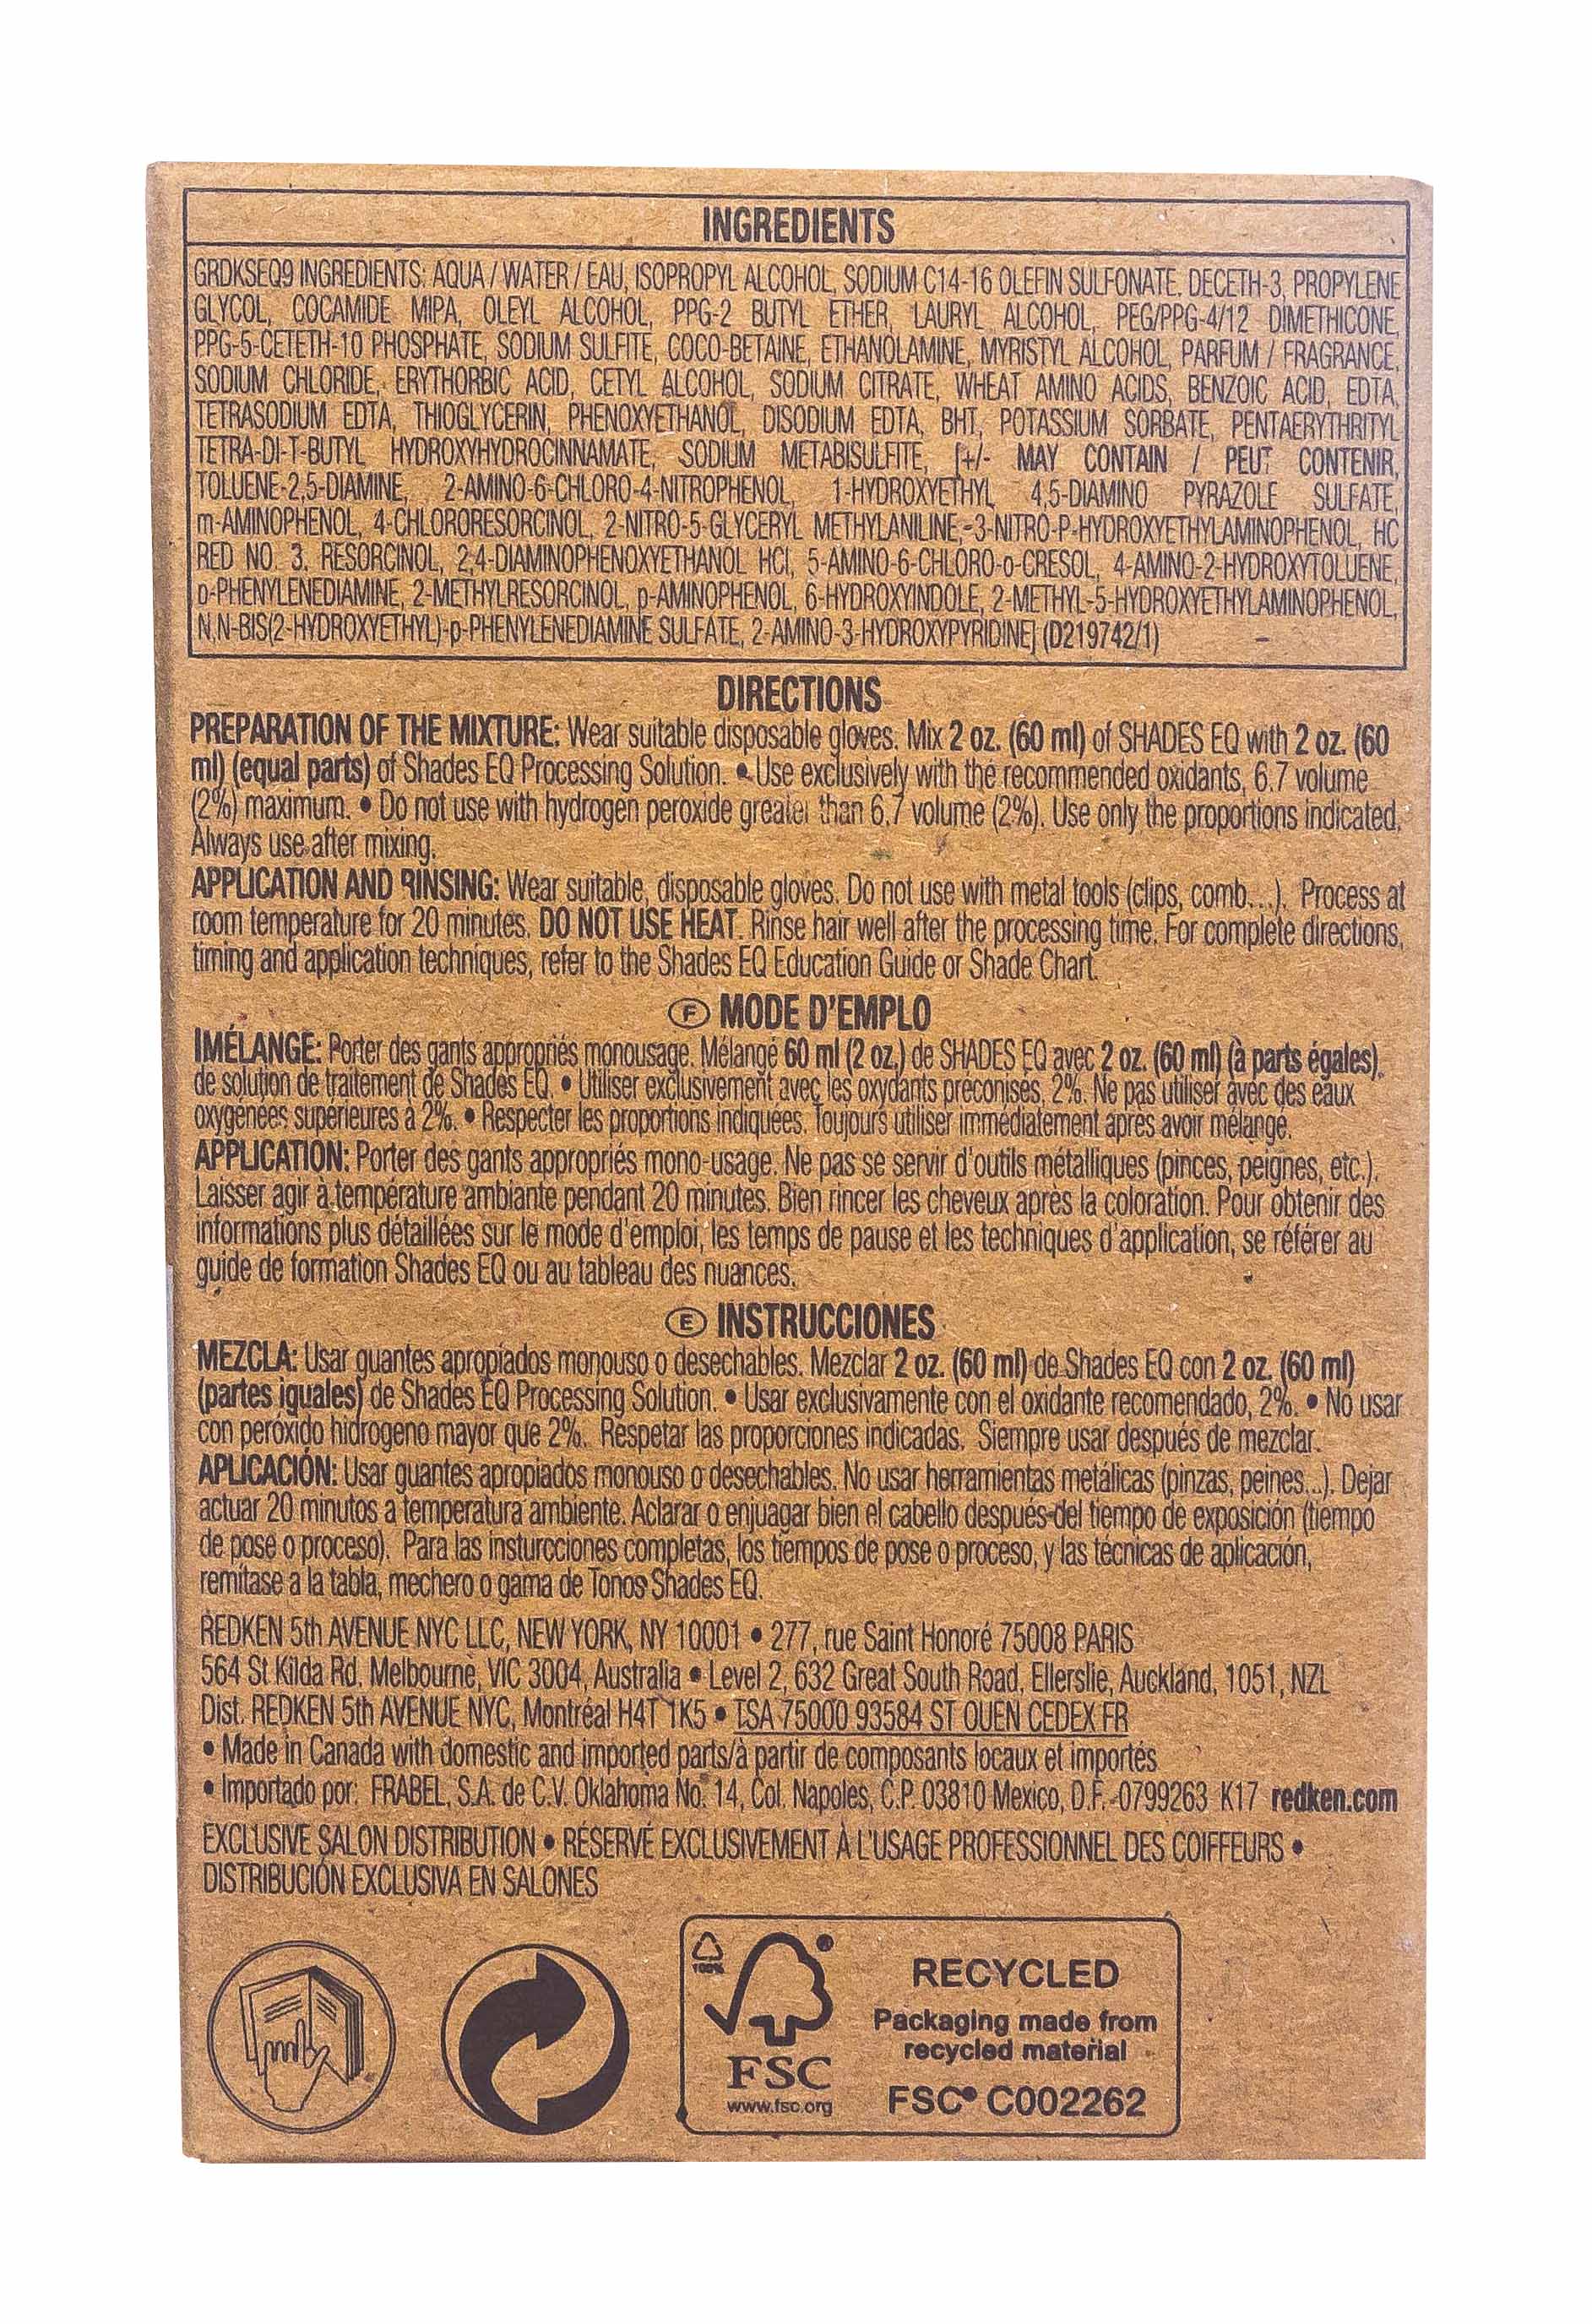 INGREDIENTS
GRDKSEQ9 INGREDIENTS: AQUA / WATER / EAU, ISOPROPYL ALCOHOL, SODIUM C14-16 OLEFIN SULFONATE, DECETH-3, PROPYLENE
GLYCOL, COCAMIDE MIPA, OLEYL ALCOHOL, PPG-2 BUTYL ETHER, LAURYL ALCOHOL, PEG/PPG-4/12 DIMETHICONE,
PPG-5-CETETH-10 PHOSPHATE, SODIUM SULFITE, COCO-BETAINE, ETHANOLAMINE, MYRISTYL ALCOHOL, PARFUM / FRAGRANCE,
SODIUM CHLORIDE, ERYTHORBIC ACID, CETYL ALCOHOL, SODIUM CITRATE, WHEAT AMINO ACIDS, BENZOIC ACID, EDTA,
TETRASODIUM EDTA, THIOGLYCERIN, PHENOXYETHANOL, DISODIUM EDTA, BHT, POTASSIUM SORBATE, PENTAERYTHRITYL
TETRA-DI-T-BUTYL HYDROXYHYDROCINNAMATE, SODIUM METABISULFITE, [+/- MAY CONTAIN / PEUT CONTENIR,
TOLUENE-2,5-DIAMINE, 2-AMINO-6-CHLORO-4-NITROPHENOL, 1-HYDROXYETHYL 4,5-DIAMINO PYRAZOLE SULFATE,
m-AMINOPHENOL, 4-CHLORORESORCINOL, 2-NITRO-5-GLYCERYL METHYLANILINE, 3-NITRO-P-HYDROXYETHYLAMINOPHENOL, HC
RED NO. 3, RESORCINOL, 2,4-DIAMINOPHENOXYETHANOL HCl, 5-AMINO-6-CHLORO-o-CRESOL, 4-AMINO-2-HYDROXYTOLUENE,
p-PHENYLENEDIAMINE, 2-METHYLRESORCINOL, p-AMINOPHENOL, 6-HYDROXYINDOLE, 2-METHYL-5-HYDROXYETHYLAMINOPHENOL,
N,N-BIS(2-HYDROXYETHYL)-p-PHENYLENEDIAMINE SULFATE, 2-AMINO-3-HYDROXYPYRIDINE] (D219742/1)
DIRECTIONS
PREPARATION OF THE MIXTURE: Wear suitable disposable gloves. Mix 2 oz. (60 ml) of SHADES EQ with 2 oz. (60
ml) (equal parts) of Shades EQ Processing Solution. • Use exclusively with the recommended oxidants, 6.7 volume
(2%) maximum. • Do not use with hydrogen peroxide greater than 6.7 volume (2%). Use only the proportions indicated.
Always use after mixing.
APPLICATION AND RINSING: Wear suitable, disposable gloves. Do not use with metal tools (clips, comb...). Process at
room temperature for 20 minutes. DO NOT USE HEAT. Rinse hair well after the processing time. For complete directions,
timing and application techniques, refer to the Shades EQ Education Guide or Shade Chart.
Ⓕ MODE D'EMPLO
IMÉLANGE: Porter des gants appropriés monousage. Mélangé 60 ml (2 oz.) de SHADES EQ avec 2 oz. (60 ml) (à parts égales).
de solution de traitement de Shades EQ. • Utiliser exclusivement avec les oxydants préconisés, 2%. Ne pas utiliser avec des eaux
oxygénées supérieures à 2%. • Respecter les proportions indiquées. Toujours utiliser immédiatement après avoir mélangé.
APPLICATION: Porter des gants appropriés mono-usage. Ne pas se servir d'outils métalliques (pinces, peignes, etc.).
Laisser agir à température ambiante pendant 20 minutes. Bien rincer les cheveux après la coloration. Pour obtenir des
informations plus détaillées sur le mode d'emploi, les temps de pause et les techniques d'application, se référer au
guide de formation Shades EQ ou au tableau des nuances.
Ⓔ INSTRUCCIONES
MEZCLA: Usar guantes apropiados monouso o desechables. Mezclar 2 oz. (60 ml) de Shades EQ con 2 oz. (60 ml)
(partes iguales) de Shades EQ Processing Solution. • Usar exclusivamente con el oxidante recomendado, 2%. • No usar
con peróxido hidrogeno mayor que 2%. Respetar las proporciones indicadas. Siempre usar después de mezclar.
APLICACIÓN: Usar guantes apropiados monouso o desechables. No usar herramientas metálicas (pinzas, peines...). Dejar
actuar 20 minutos a temperatura ambiente. Aclarar o enjuagar bien el cabello después del tiempo de exposición (tiempo
de pose o proceso). Para las insturcciones completas, los tiempos de pose o proceso, y las técnicas de aplicación,
remítase a la tabla, mechero o gama de Tonos Shades EQ.
REDKEN 5th AVENUE NYC LLC, NEW YORK, NY 10001 • 277, rue Saint Honoré 75008 PARIS
564 St Kilda Rd, Melbourne, VIC 3004, Australia • Level 2, 632 Great South Road, Ellerslie, Auckland, 1051, NZL
Dist. REDKEN 5th AVENUE NYC, Montréal H4T 1K5 • TSA 75000 93584 ST OUEN CEDEX FR
• Made in Canada with domestic and imported parts/à partir de composants locaux et importés
• Importado por: FRABEL, S.A. de C.V. Oklahoma No. 14, Col. Napoles, C.P. 03810 Mexico, D.F. 0799263 K17 redken.com
EXCLUSIVE SALON DISTRIBUTION • RÉSERVÉ EXCLUSIVEMENT À L'USAGE PROFESSIONNEL DES COIFFEURS •
DISTRIBUCIÓN EXCLUSIVA EN SALONES
100%
FSC
www.fsc.org
RECYCLED
Packaging made from
recycled material
FSC® C002262